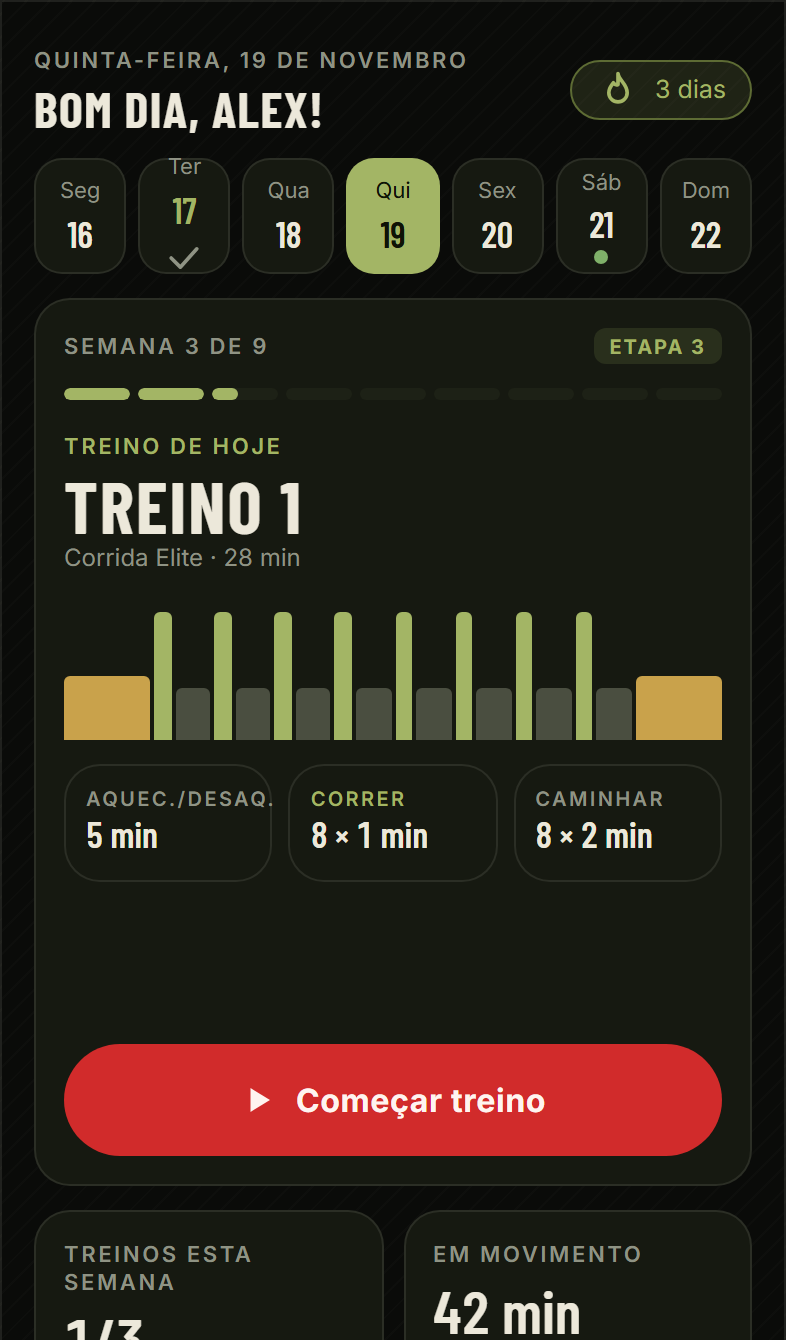 QUINTA-FEIRA, 19 DE NOVEMBRO
BOM DIA, ALEX!
3 dias
Seg Ter Qua Qui Sex Sáb Dom
16 17 18 19 20 21 22
SEMANA 3 DE 9
ETAPA 3
TREINO DE HOJE
TREINO 1
Corrida Elite · 28 min
AQUEC./DESAQ. CORRER CAMINHAR
5 min 8 × 1 min 8 × 2 min
Começar treino
TREINOS ESTA
SEMANA
1/3
EM MOVIMENTO
42 min